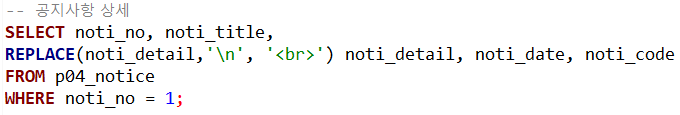 -- 공지사항 상세
SELECT noti_no, noti_title,
REPLACE(noti_detail,'\n', '<br>') noti_detail, noti_date, noti_code
FROM p04_notice
WHERE noti_no = 1;